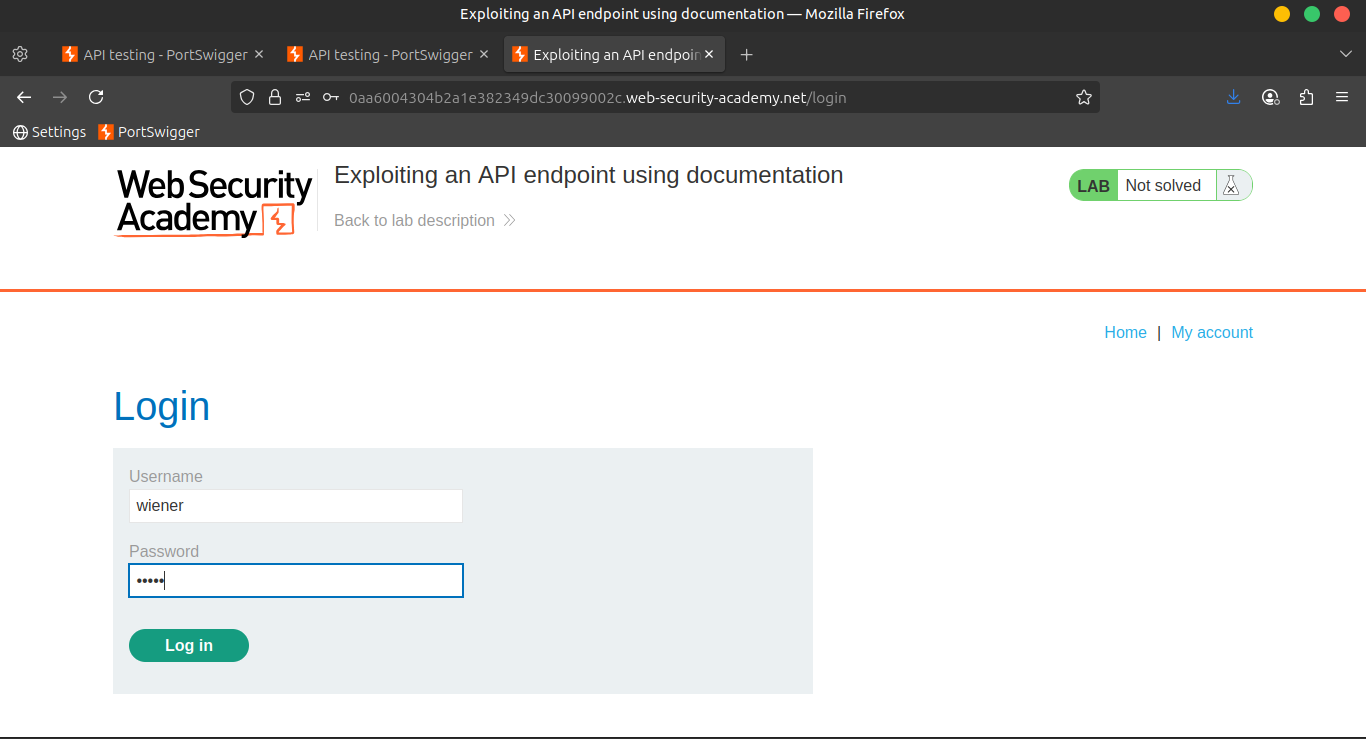 Exploiting an API endpoint using documentation — Mozilla Firefox
API testing - PortSwigger
API testing - PortSwigger
Exploiting an API endpoin
0aa6004304b2a1e382349dc30099002c.web-security-academy.net/login
Settings
PortSwigger
Web Security
Academy
Exploiting an API endpoint using documentation
Back to lab description
LAB Not solved
Home | My account
Login
Username
wiener
Password
•••••
Log in